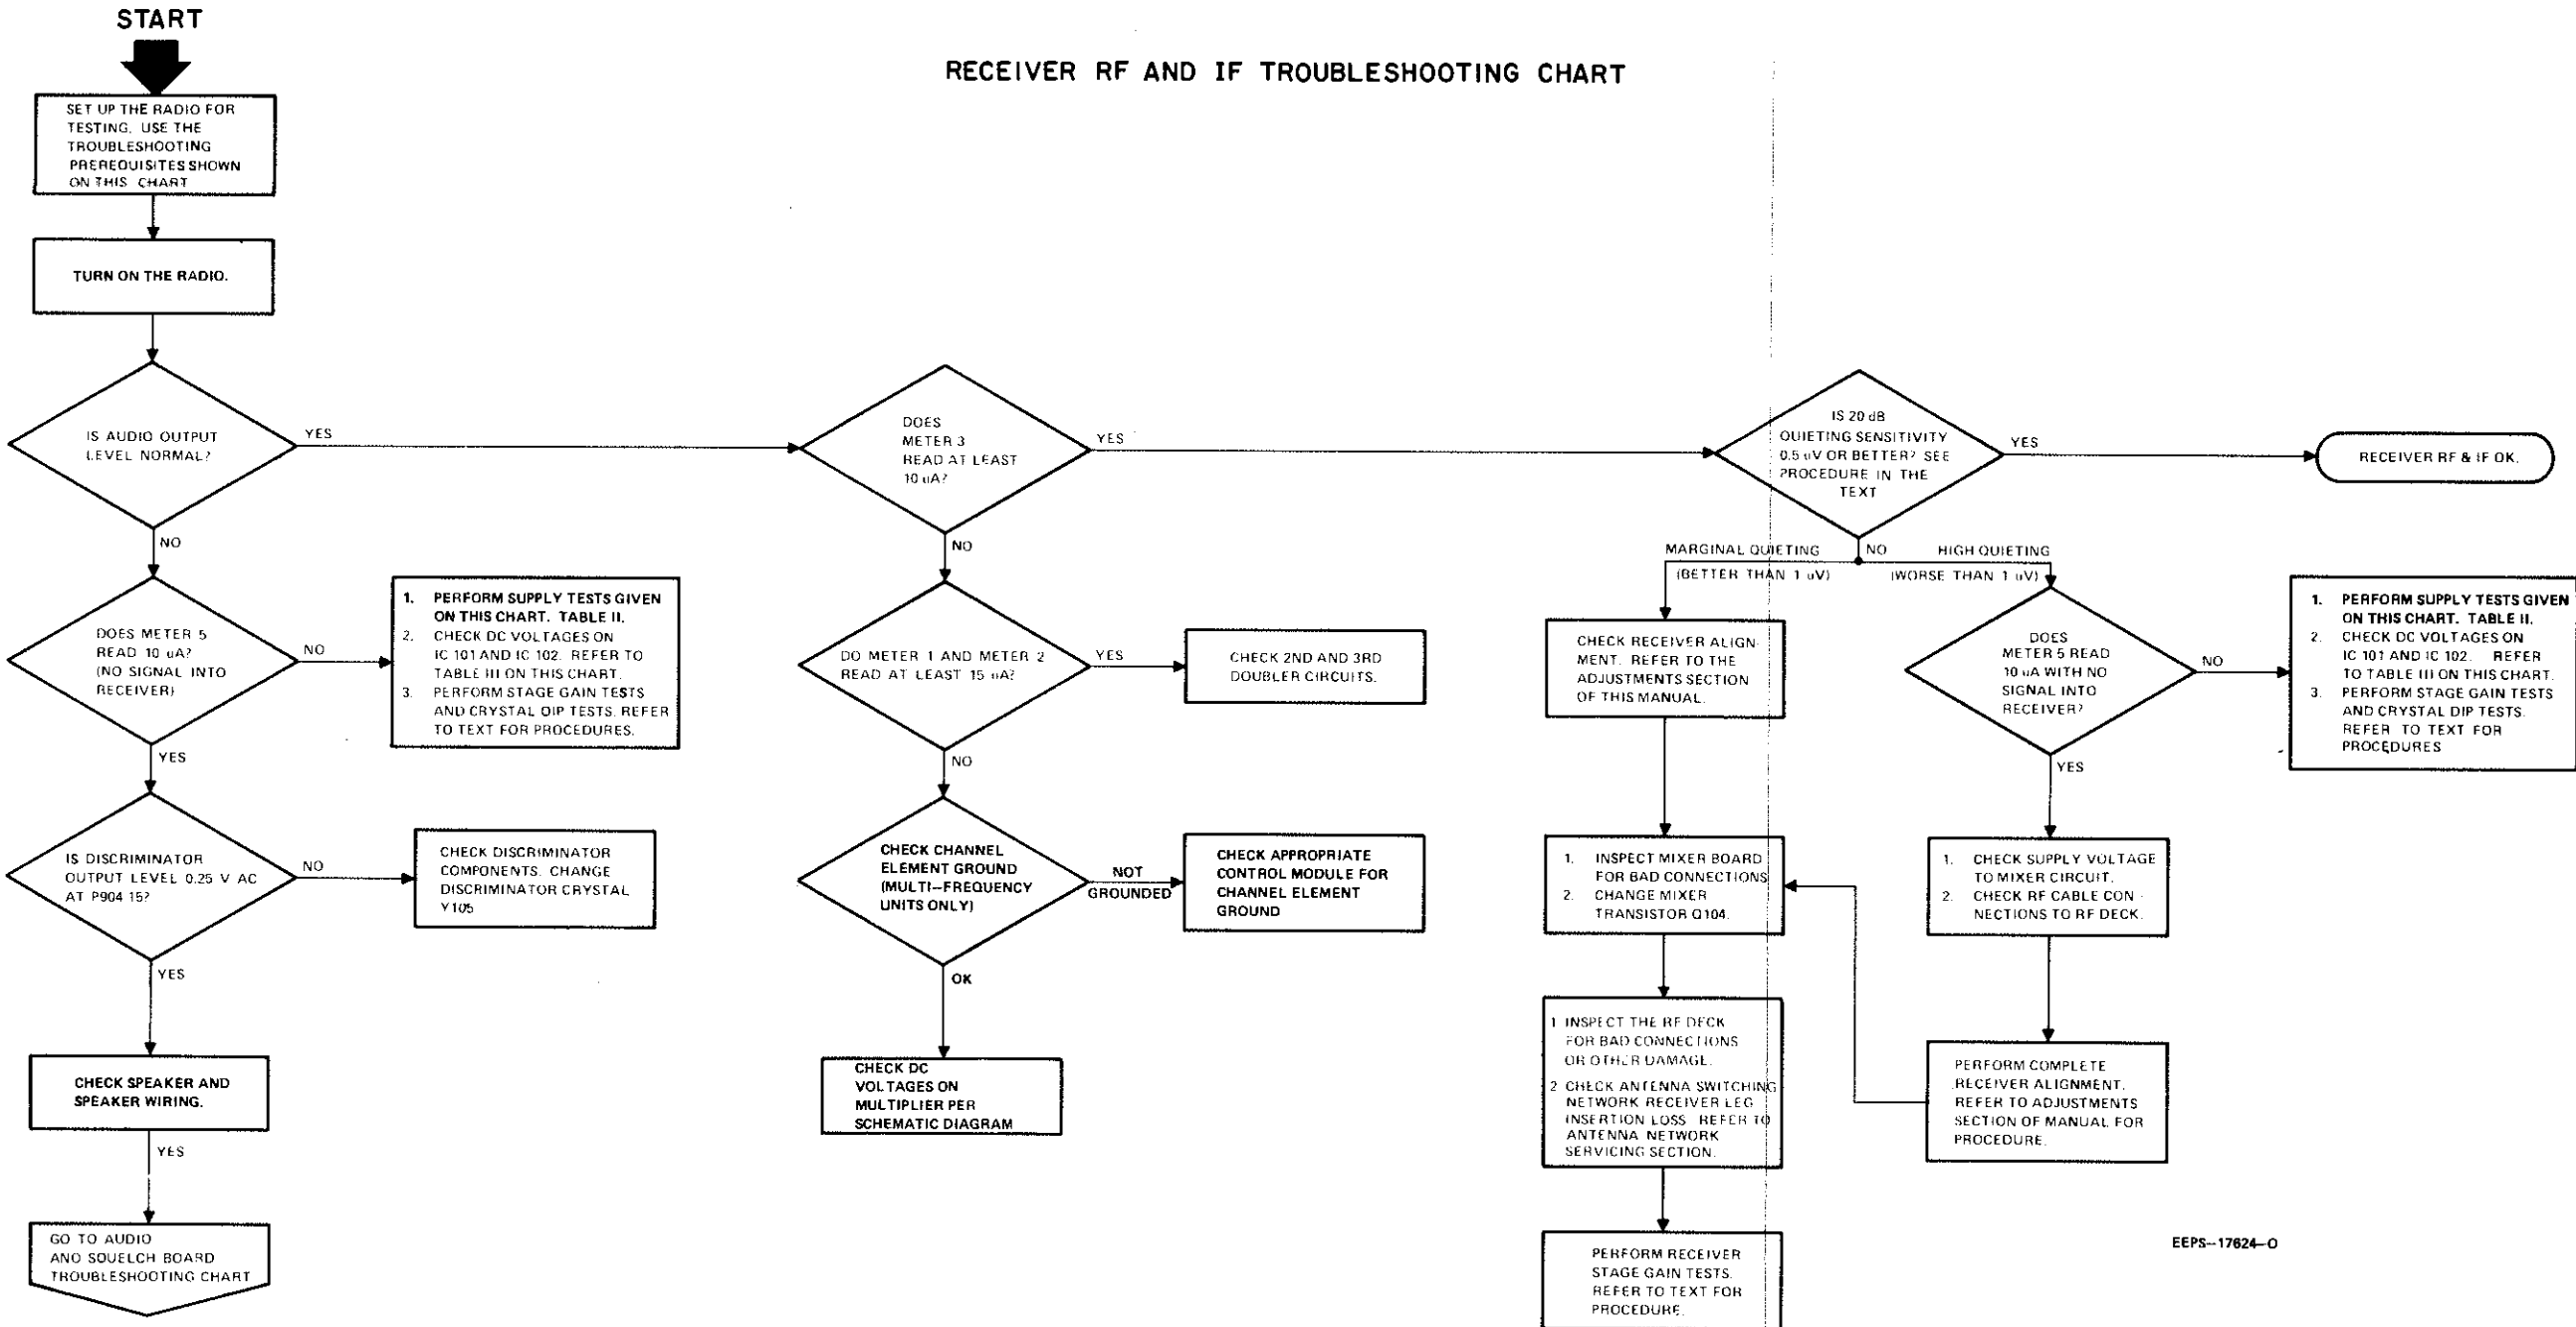 START
RECEIVER RF AND IF TROUBLESHOOTING CHART
SET UP THE RADIO FOR
TESTING. USE THE
TROUBLESHOOTING
PREREQUISITES SHOWN
ON THIS CHART
TURN ON THE RADIO.
IS AUDIO OUTPUT
LEVEL NORMAL?
YES
NO
DOES METER 5
READ 10 uA?
(NO SIGNAL INTO
RECEIVER)
NO
YES
1. PERFORM SUPPLY TESTS GIVEN
ON THIS CHART. TABLE II.
2. CHECK DC VOLTAGES ON
IC 101 AND IC 102. REFER TO
TABLE III ON THIS CHART.
3. PERFORM STAGE GAIN TESTS
AND CRYSTAL DIP TESTS. REFER
TO TEXT FOR PROCEDURES.
IS DISCRIMINATOR
OUTPUT LEVEL 0.25 V AC
AT P904 15?
NO
YES
CHECK DISCRIMINATOR
COMPONENTS. CHANGE
DISCRIMINATOR CRYSTAL
Y105
CHECK SPEAKER AND
SPEAKER WIRING.
YES
GO TO AUDIO
AND SQUELCH BOARD
TROUBLESHOOTING CHART
DOES
METER 3
READ AT LEAST
10 uA?
YES
NO
DO METER 1 AND METER 2
READ AT LEAST 15 uA?
YES
NO
CHECK 2ND AND 3RD
DOUBLER CIRCUITS.
CHECK CHANNEL
ELEMENT GROUND
(MULTI-FREQUENCY
UNITS ONLY)
NOT
GROUNDED
OK
CHECK APPROPRIATE
CONTROL MODULE FOR
CHANNEL ELEMENT
GROUND
CHECK DC
VOLTAGES ON
MULTIPLIER PER
SCHEMATIC DIAGRAM
IS 20 dB
QUIETING SENSITIVITY
0.5 uV OR BETTER? SEE
PROCEDURE IN THE
TEXT
YES
RECEIVER RF & IF OK.
NO
MARGINAL QUIETING
(BETTER THAN 1 uV)
HIGH QUIETING
(WORSE THAN 1 uV)
CHECK RECEIVER ALIGN-
MENT. REFER TO THE
ADJUSTMENTS SECTION
OF THIS MANUAL.
1. INSPECT MIXER BOARD
FOR BAD CONNECTIONS
2. CHANGE MIXER
TRANSISTOR Q104.
1 INSPECT THE RF DECK
FOR BAD CONNECTIONS
OR OTHER DAMAGE.
2 CHECK ANTENNA SWITCHING
NETWORK RECEIVER LEG
INSERTION LOSS REFER TO
ANTENNA NETWORK
SERVICING SECTION.
PERFORM RECEIVER
STAGE GAIN TESTS.
REFER TO TEXT FOR
PROCEDURE.
DOES
METER 5 READ
10 uA WITH NO
SIGNAL INTO
RECEIVER?
NO
YES
1. PERFORM SUPPLY TESTS GIVEN
ON THIS CHART. TABLE II.
2. CHECK DC VOLTAGES ON
IC 101 AND IC 102. REFER
TO TABLE III ON THIS CHART.
3. PERFORM STAGE GAIN TESTS
AND CRYSTAL DIP TESTS.
REFER TO TEXT FOR
PROCEDURES
1. CHECK SUPPLY VOLTAGE
TO MIXER CIRCUIT.
2. CHECK RF CABLE CON-
NECTIONS TO RF DECK.
PERFORM COMPLETE
RECEIVER ALIGNMENT.
REFER TO ADJUSTMENTS
SECTION OF MANUAL FOR
PROCEDURE.
EEPS-17624-O